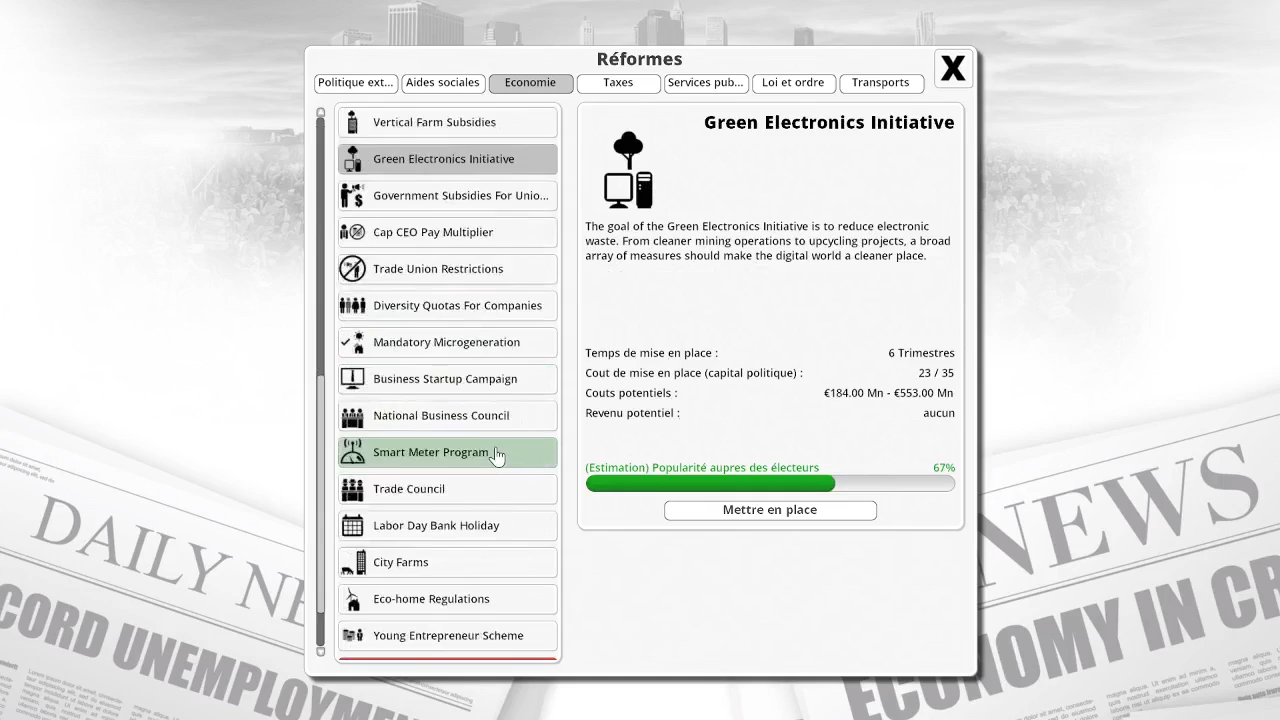 Réformes
X
Politique ext...
Aides sociales
Economie
Taxes
Services pub...
Loi et ordre
Transports
Vertical Farm Subsidies
Green Electronics Initiative
Government Subsidies For Unio...
Cap CEO Pay Multiplier
Trade Union Restrictions
Diversity Quotas For Companies
Mandatory Microgeneration
Business Startup Campaign
National Business Council
Smart Meter Program
Trade Council
Labor Day Bank Holiday
City Farms
Eco-home Regulations
Young Entrepreneur Scheme
Green Electronics Initiative
The goal of the Green Electronics Initiative is to reduce electronic
waste. From cleaner mining operations to upcycling projects, a broad
array of measures should make the digital world a cleaner place.
Temps de mise en place : 6 Trimestres
Cout de mise en place (capital politique) : 23 / 35
Couts potentiels : €184.00 Mn - €553.00 Mn
Revenu potentiel : aucun
(Estimation) Popularité aupres des électeurs 67%
Mettre en place
DAILY NE
CORD UNEMPLOYM
NEWS
ECONOMY IN CR